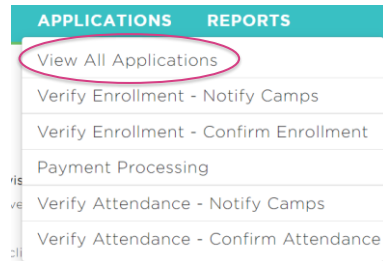 APPLICATIONS REPORTS
View All Applications
Verify Enrollment - Notify Camps
Verify Enrollment - Confirm Enrollment
Payment Processing
Verify Attendance - Notify Camps
Verify Attendance - Confirm Attendance